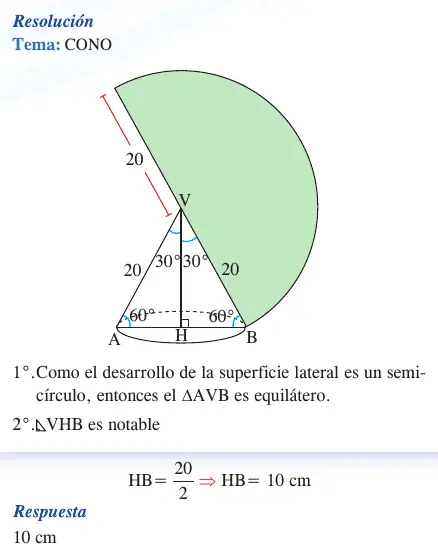 Resolución
Tema: CONO
20
V
20 30° 30° 20
60° 60°
A H B
1°.Como el desarrollo de la superficie lateral es un semi-
círculo, entonces el ΔAVB es equilátero.
2°.◺VHB es notable
HB= 20/2 ⇒ HB= 10 cm
Respuesta
10 cm